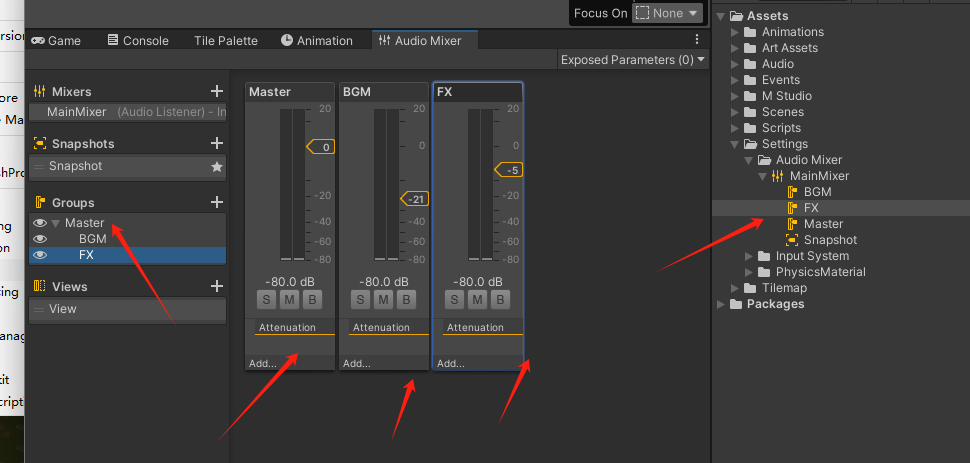 Focus On None
ersion
Game Console Tile Palette Animation Audio Mixer
Exposed Parameters (0)
Mixers
MainMixer (Audio Listener) - In
Snapshots
Snapshot
Groups
Master
BGM
FX
Views
View
Master
20
0
0
-20
-40
-60
-80
-80.0 dB
S M B
Attenuation
Add...
BGM
20
0
-21
-20
-40
-60
-80
-80.0 dB
S M B
Attenuation
Add...
FX
20
0
-5
-20
-40
-60
-80
-80.0 dB
S M B
Attenuation
Add...
Assets
Animations
Art Assets
Audio
Events
M Studio
Scenes
Scripts
Settings
Audio Mixer
MainMixer
BGM
FX
Master
Snapshot
Input System
PhysicsMaterial
Tilemap
Packages
ore
Ma
shPro
ng
on
cing
anag
tit
cript